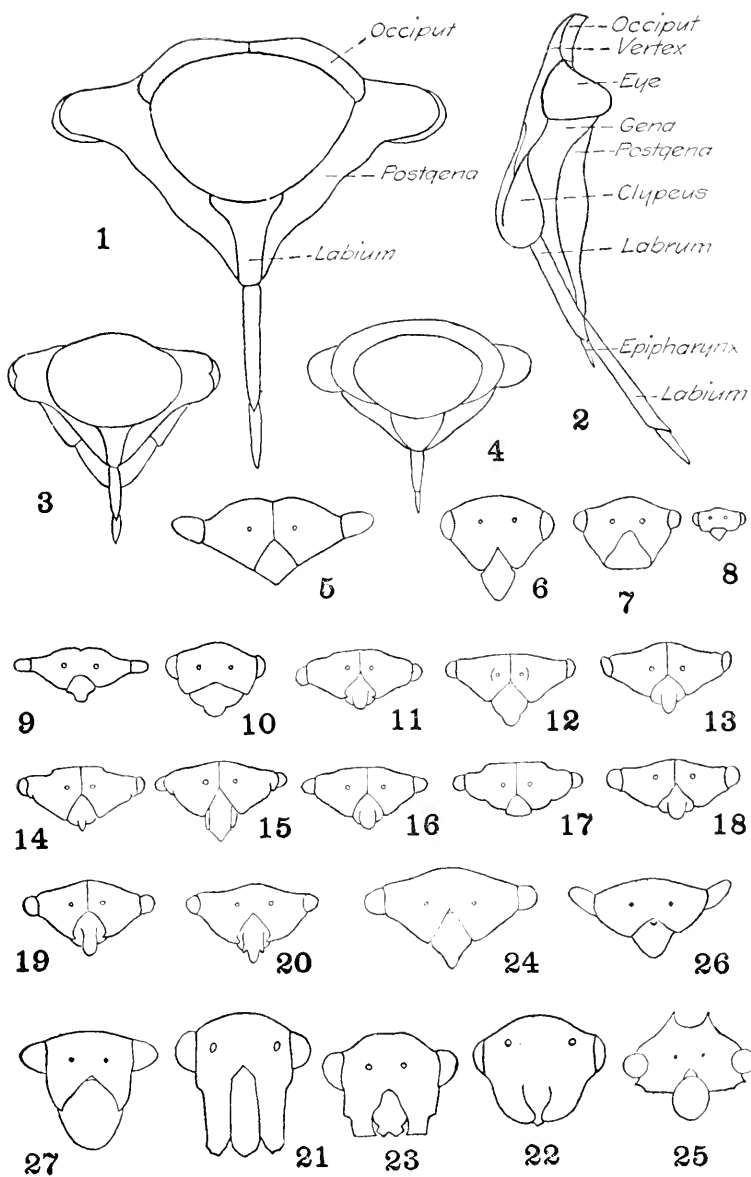 Occiput
Postgena
Labium
1
Occiput
Vertex
Eye
Gena
Postgena
Clypeus
Labrum
Epipharynx
Labium
2
3
4
5
6
7
8
9
10
11
12
13
14
15
16
17
18
19
20
24
26
27
21
23
22
25